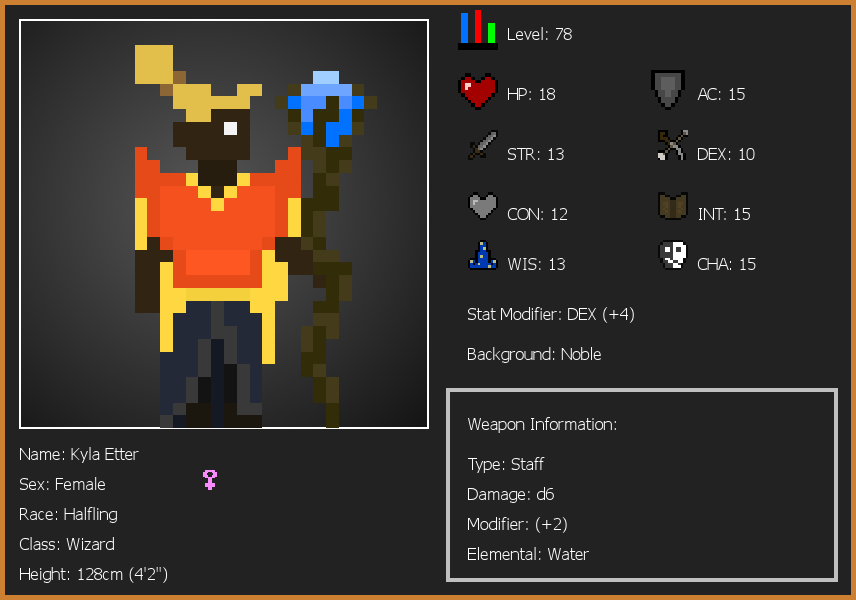 Level: 78
HP: 18
AC: 15
STR: 13
DEX: 10
CON: 12
INT: 15
WIS: 13
CHA: 15
Stat Modifier: DEX (+4)
Background: Noble
Weapon Information:
Type: Staff
Damage: d6
Modifier: (+2)
Elemental: Water
Name: Kyla Etter
Sex: Female
Race: Halfling
Class: Wizard
Height: 128cm (4'2")